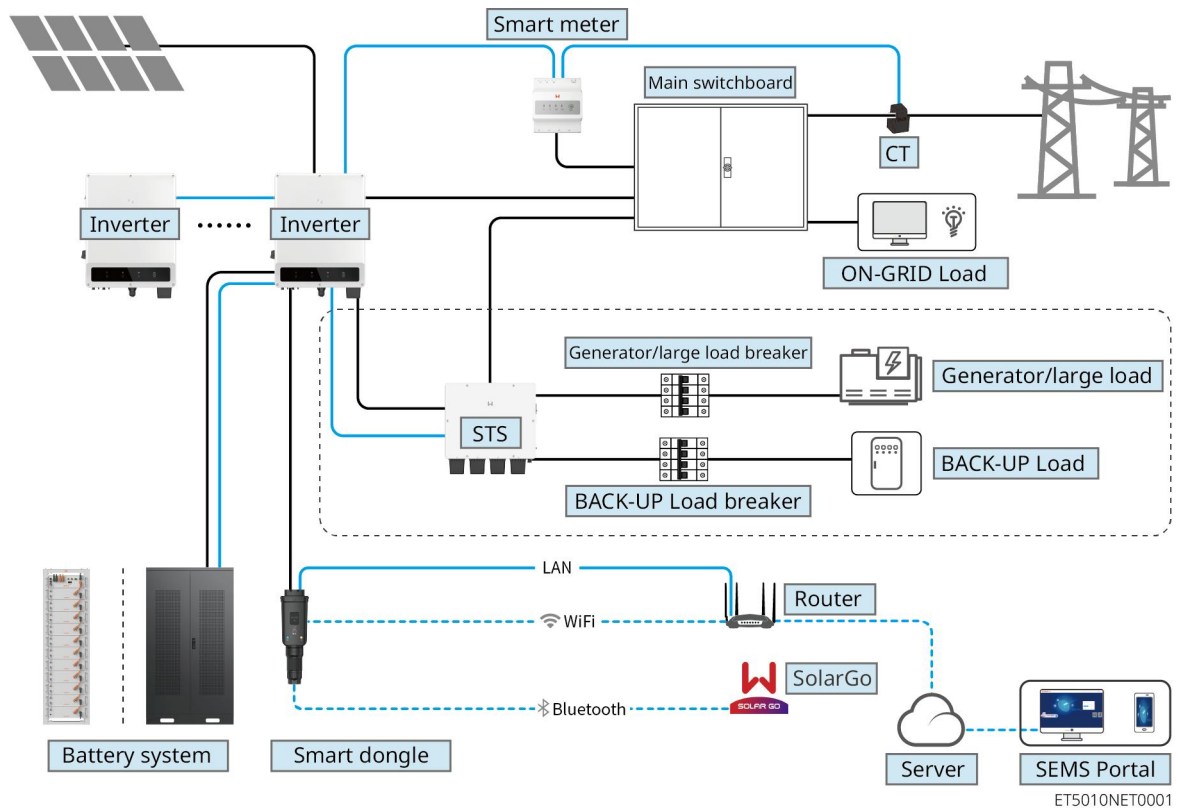 Smart meter
Main switchboard
CT
Inverter
Inverter
ON-GRID Load
Generator/large load breaker
Generator/large load
STS
BACK-UP Load
BACK-UP Load breaker
LAN
WiFi
Router
SolarGo
SOLAR GO
Bluetooth
Battery system
Smart dongle
Server
SEMS Portal
ET5010NET0001